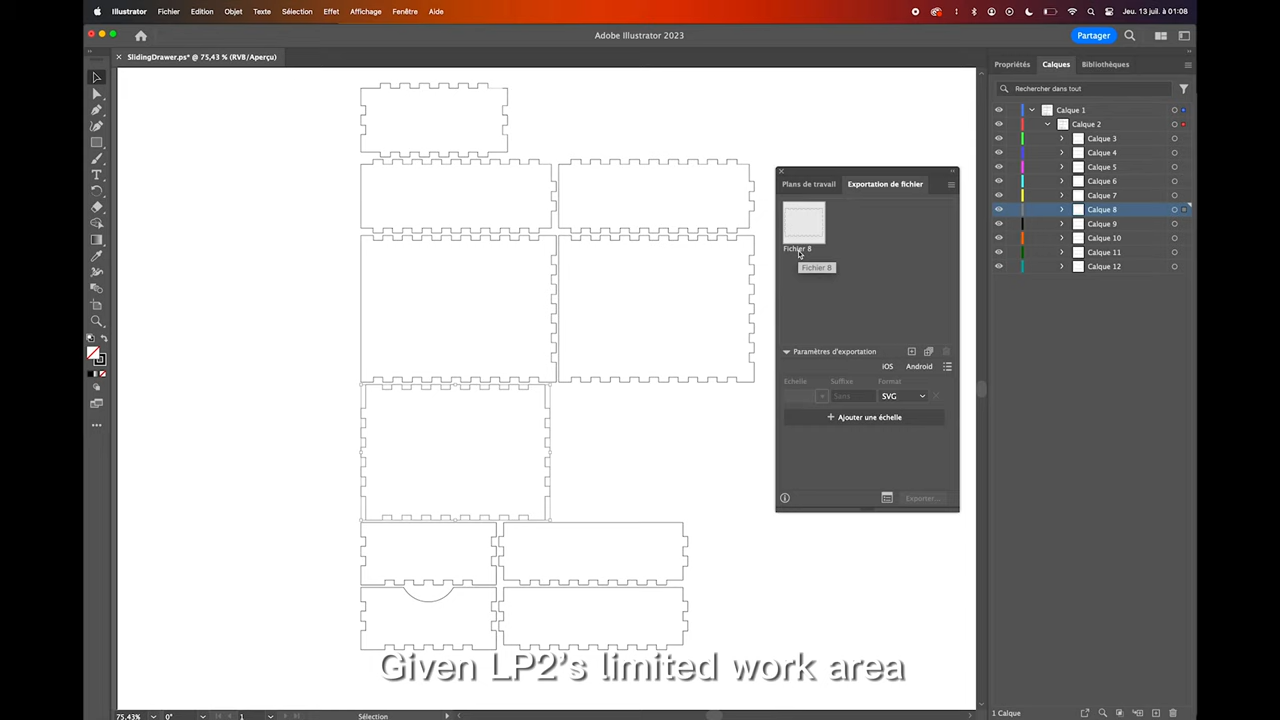 Illustrator Fichier Edition Objet Texte Sélection Effet Affichage Fenêtre Aide Jeu. 13 juil. à 01:08
Adobe Illustrator 2023
Partager
SlidingDrawer.ps* @ 75,43 % (RVB/Aperçu)
Propriétés Calques Bibliothèques
Rechercher dans tout
Calque 1
Calque 2
Calque 3
Calque 4
Calque 5
Calque 6
Calque 7
Calque 8
Calque 9
Calque 10
Calque 11
Calque 12
Plans de travail Exportation de fichier
Fichier 8
Fichier 8
Paramètres d'exportation
iOS Android
Echelle Suffixe Format
Sans SVG
+ Ajouter une échelle
Exporter...
Given LP2's limited work area
75,43% 0° 1 Sélection
1 Calque